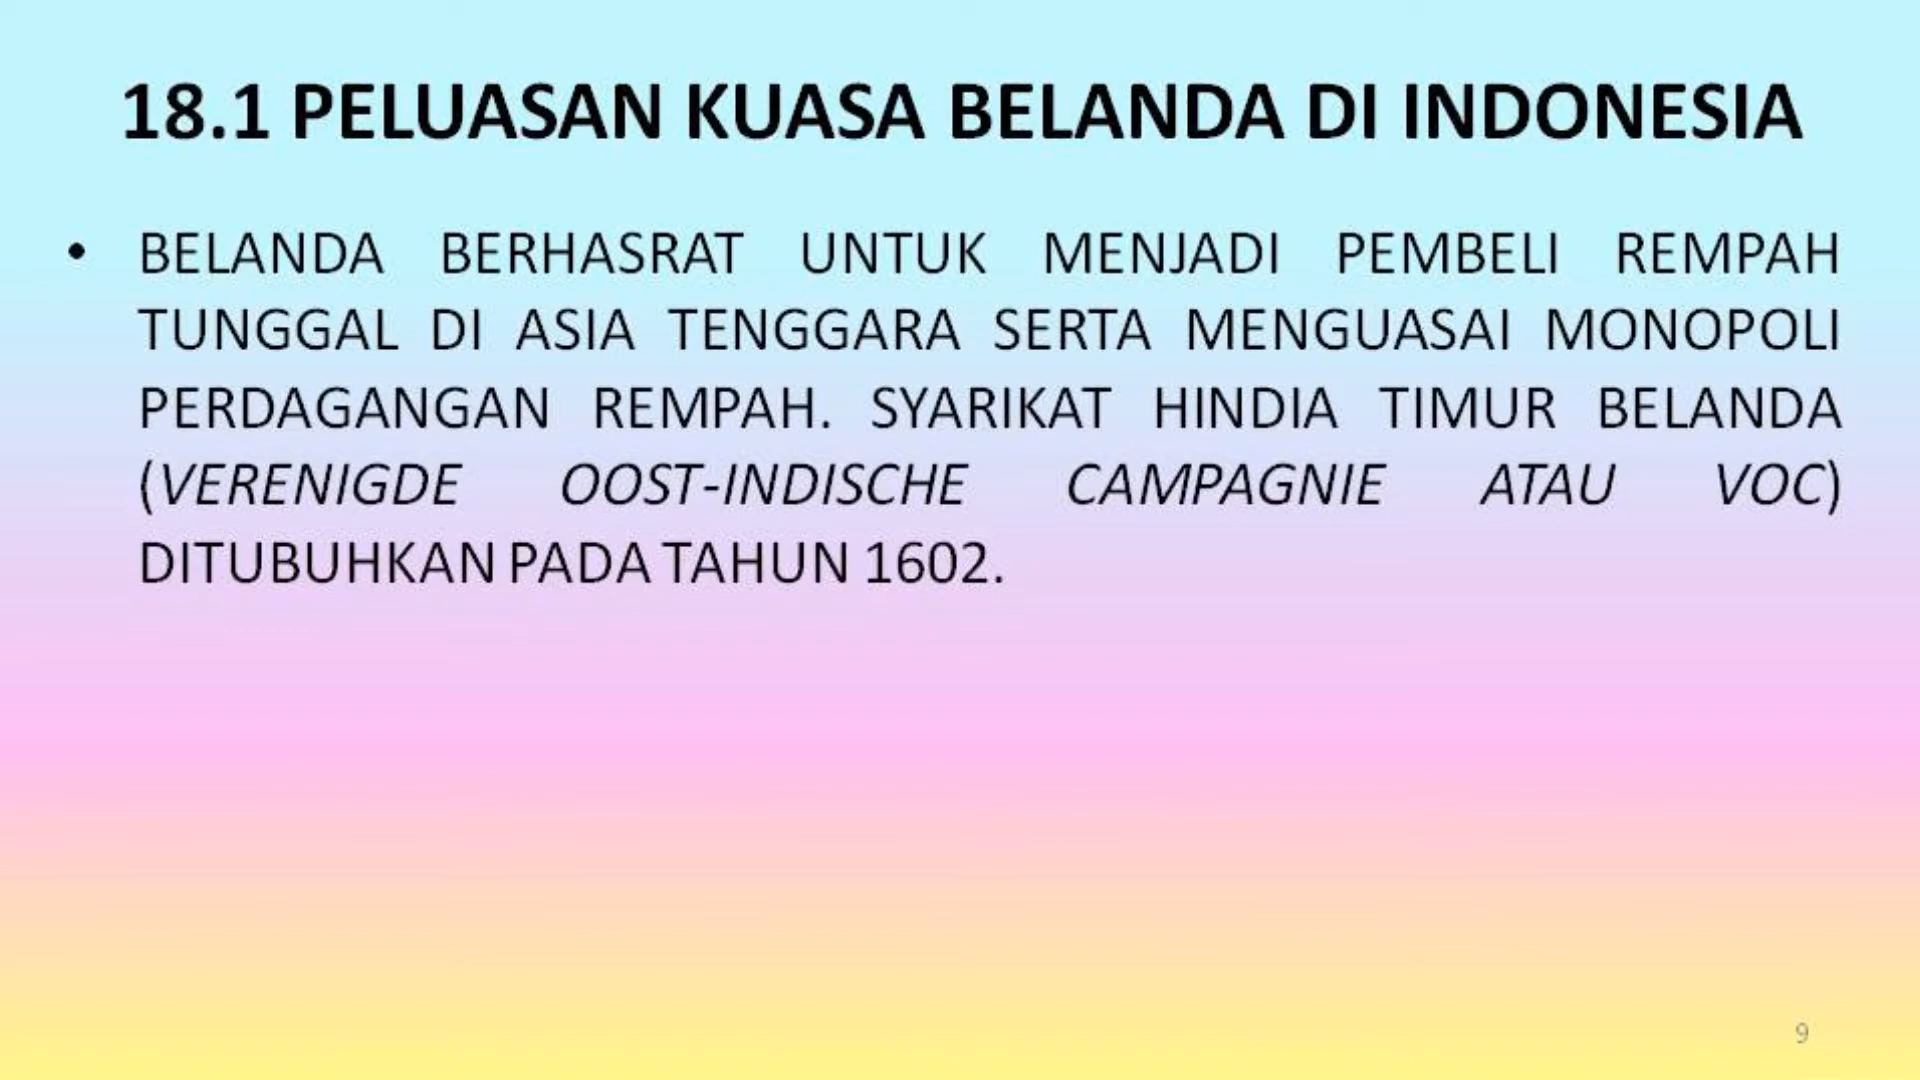 18.1 PELUASAN KUASA BELANDA DI INDONESIA
• BELANDA BERHASRAT UNTUK MENJADI PEMBELI REMPAH
TUNGGAL DI ASIA TENGGARA SERTA MENGUASAI MONOPOLI
PERDAGANGAN REMPAH. SYARIKAT HINDIA TIMUR BELANDA
(VERENIGDE OOST-INDISCHE CAMPAGNIE ATAU VOC)
DITUBUHKAN PADA TAHUN 1602.
9